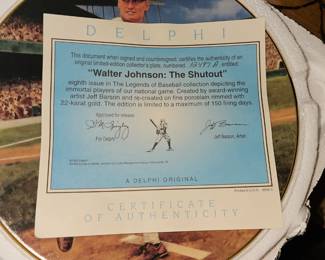 DELPHI
This document when signed and countersigned, certifies the authenticity of an
original limited-edition collector's plate, numbered, entitled:
"Walter Johnson: The Shutout"
eighth issue in The Legends of Baseball collection depicting the
immortal players of our national game. Created by award-winning
artist Jeff Barson and re-created on fine porcelain rimmed with
22-karat gold. The edition is limited to a maximum of 150 firing days.
Approved for release:
For Delphi
Jeff Barson, Artist
A DELPHI ORIGINAL
CERTIFICATE
OF AUTHENTICITY